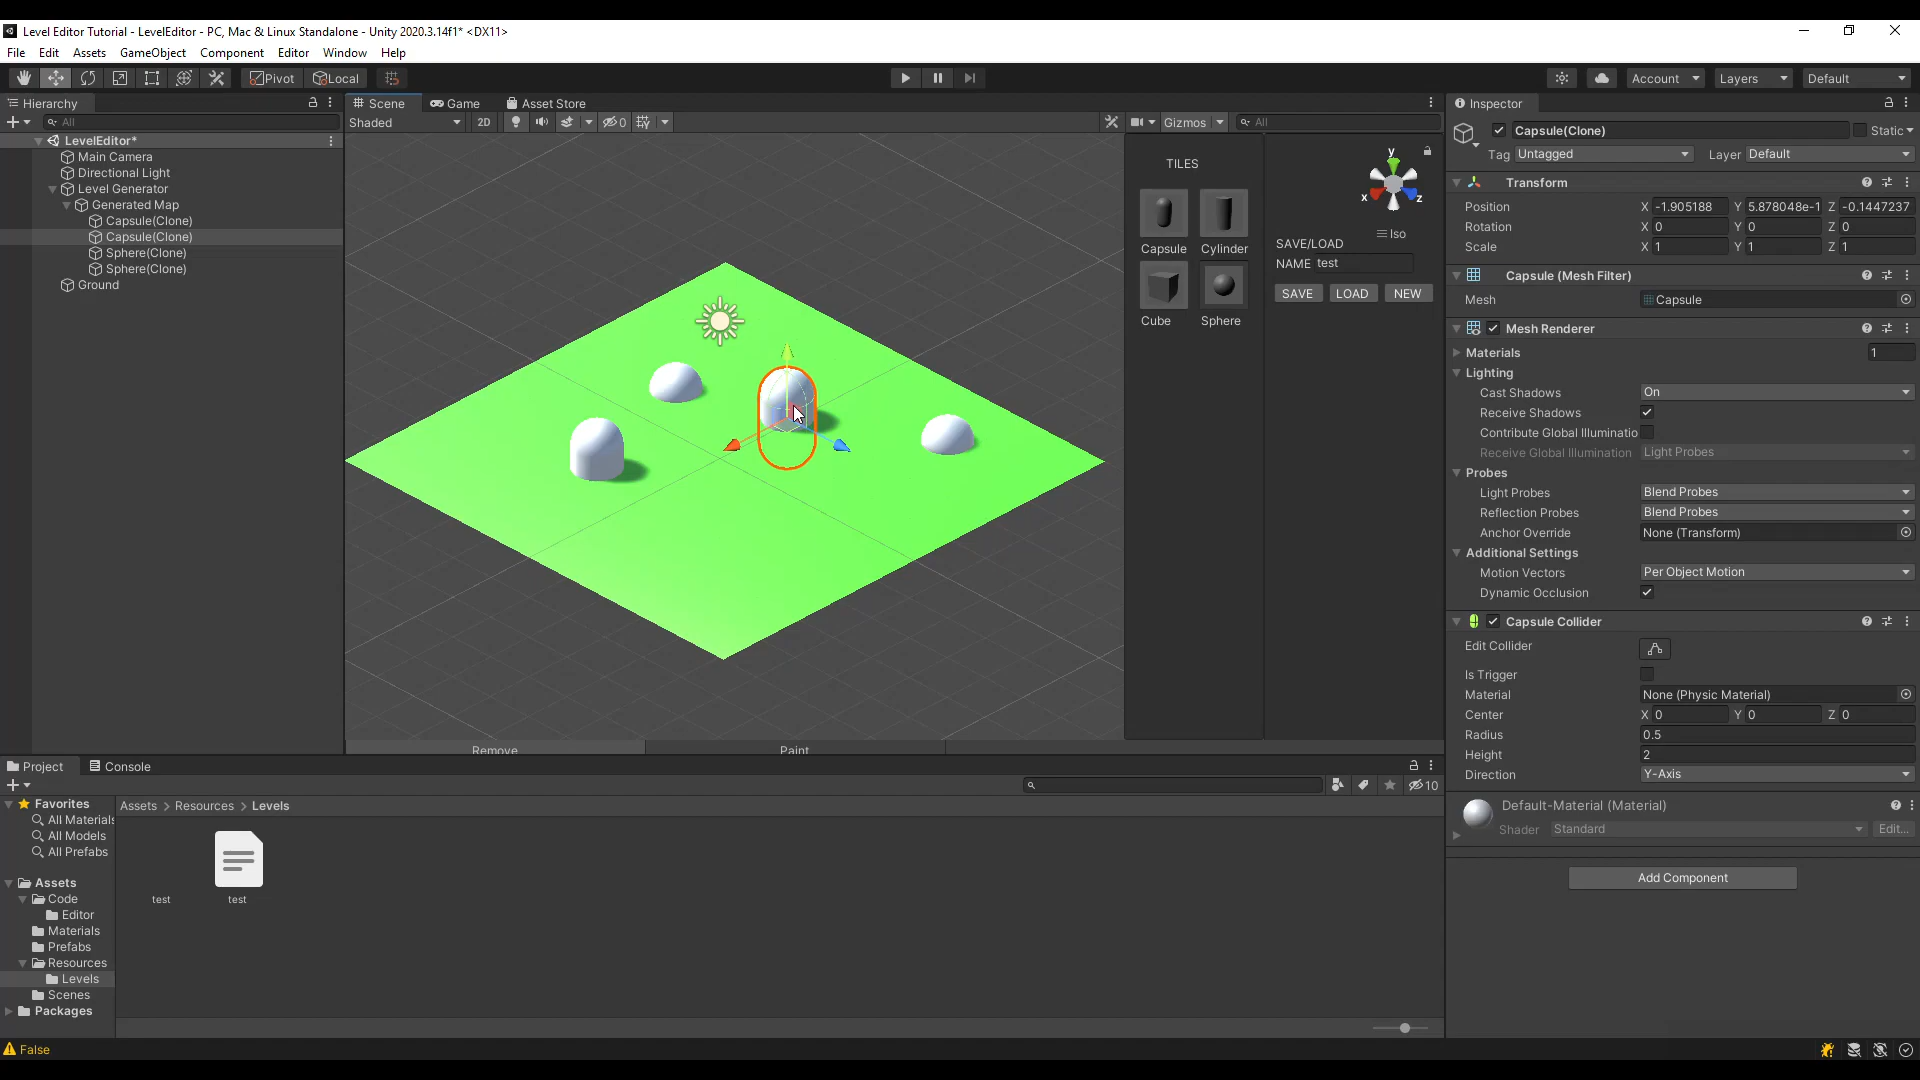 Level Editor Tutorial - LevelEditor - PC, Mac & Linux Standalone - Unity 2020.3.14f1* <DX11>
File Edit Assets GameObject Component Editor Window Help
Pivot Local Account Layers Default
Hierarchy
All
LevelEditor*
Main Camera
Directional Light
Level Generator
Generated Map
Capsule(Clone)
Capsule(Clone)
Sphere(Clone)
Sphere(Clone)
Ground
Scene Game Asset Store
Shaded 2D 0 Gizmos All
TILES
Capsule Cylinder
Cube Sphere
y
x z
Iso
SAVE/LOAD
NAME test
SAVE LOAD NEW
Remove Paint
Inspector
Capsule(Clone) Static
Tag Untagged Layer Default
Transform
Position X -1.905188 Y 5.878048e-1 Z -0.1447237
Rotation X 0 Y 0 Z 0
Scale X 1 Y 1 Z 1
Capsule (Mesh Filter)
Mesh Capsule
Mesh Renderer
Materials 1
Lighting
Cast Shadows On
Receive Shadows
Contribute Global Illuminatio
Receive Global Illumination Light Probes
Probes
Light Probes Blend Probes
Reflection Probes Blend Probes
Anchor Override None (Transform)
Additional Settings
Motion Vectors Per Object Motion
Dynamic Occlusion
Capsule Collider
Edit Collider
Is Trigger
Material None (Physic Material)
Center X 0 Y 0 Z 0
Radius 0.5
Height 2
Direction Y-Axis
Default-Material (Material)
Shader Standard Edit...
Add Component
Project Console
10
Favorites
All Materials
All Models
All Prefabs
Assets
Code
Editor
Materials
Prefabs
Resources
Levels
Scenes
Packages
Assets > Resources > Levels
test test
False